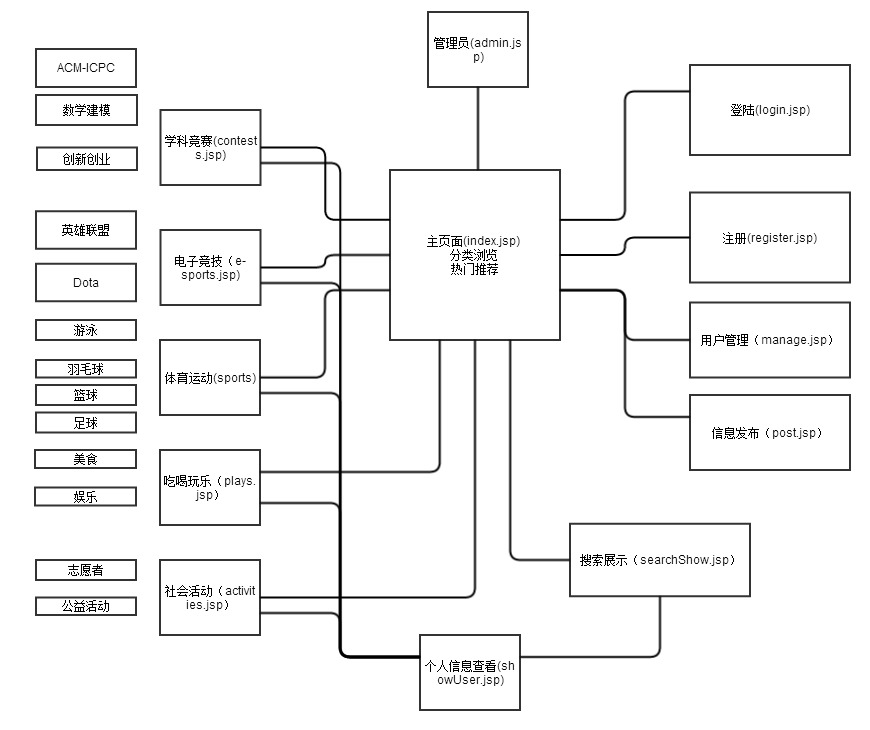 管理员(admin.js
p)
ACM-ICPC
数学建模
创新创业
学科竞赛(contest
s.jsp)
登陆(login.jsp)
英雄联盟
Dota
电子竞技（e-
sports.jsp)
主页面(index.jsp)
分类浏览
热门推荐
注册(register.jsp)
游泳
羽毛球
篮球
足球
体育运动(sports)
用户管理（manage.jsp）
信息发布（post.jsp）
美食
娱乐
吃喝玩乐（plays.
jsp）
志愿者
公益活动
社会活动（activit
ies.jsp）
搜索展示（searchShow.jsp）
个人信息查看(sh
owUser.jsp)